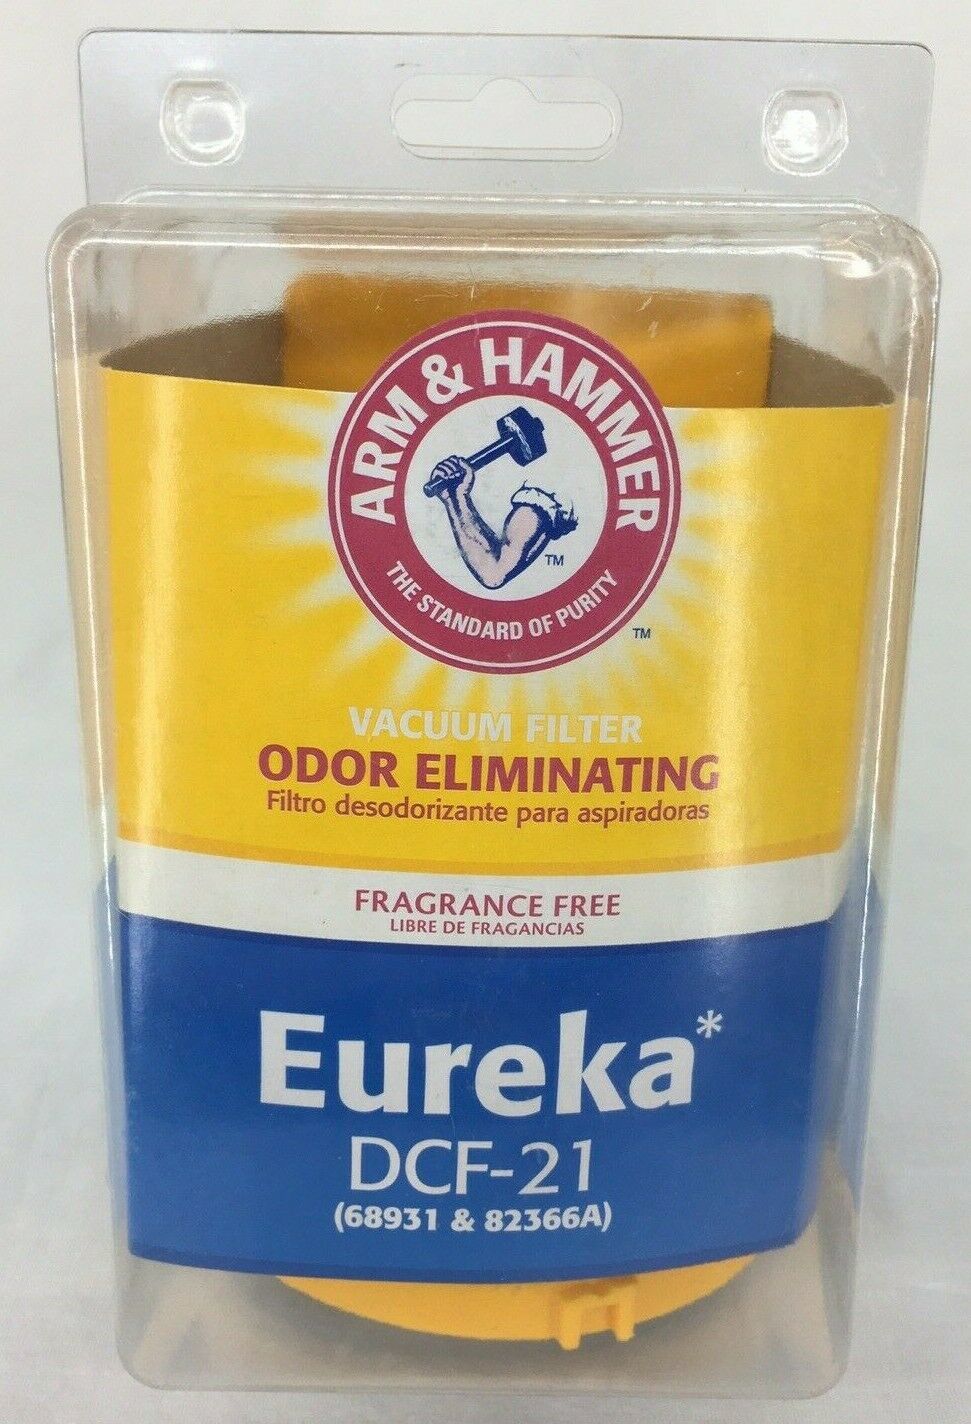 ARM & HAMMER
™
THE STANDARD OF PURITY
™
VACUUM FILTER
ODOR ELIMINATING
Filtro desodorizante para aspiradoras
FRAGRANCE FREE
LIBRE DE FRAGANCIAS
Eureka*
DCF-21
(68931 & 82366A)